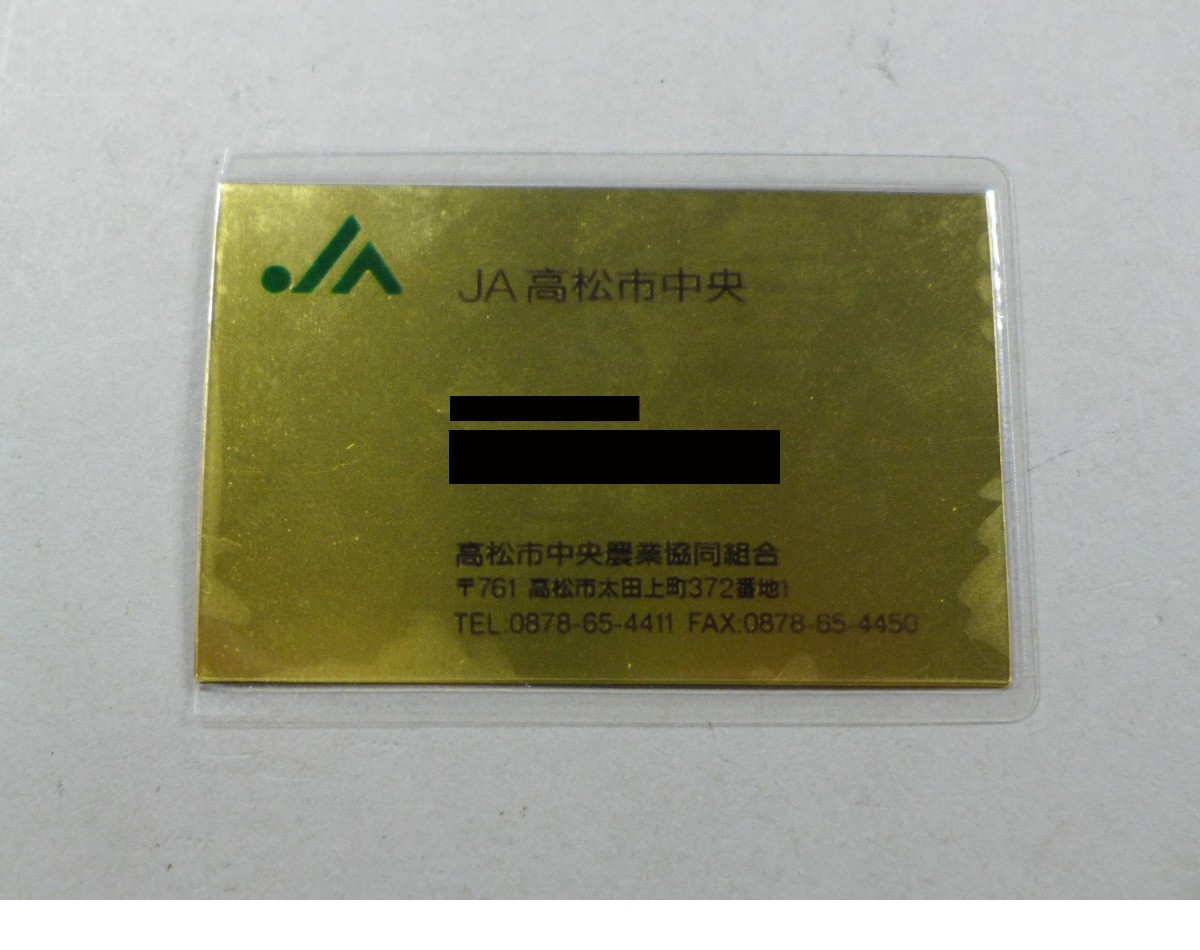 JA
JA 高松市中央
高松市中央農業協同組合
〒761 高松市太田上町372番地1
TEL.0878-65-4411 FAX.0878-65-4450